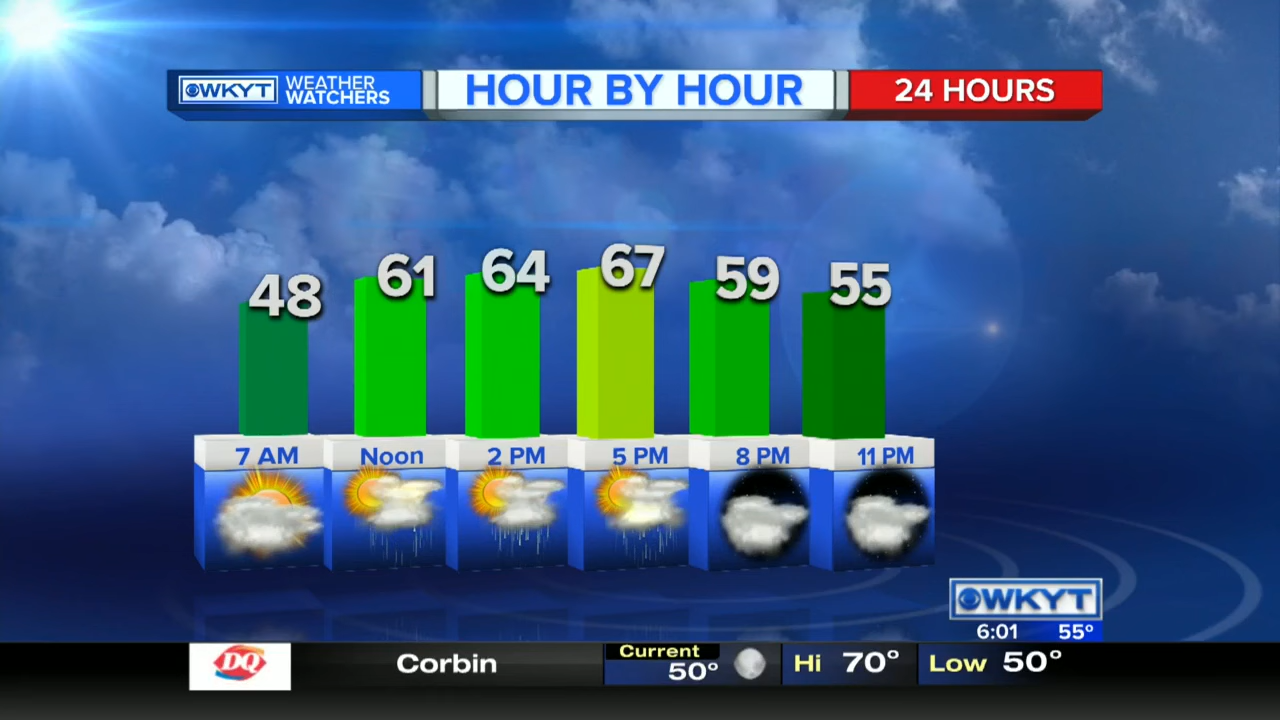 WKYT WEATHER WATCHERS
HOUR BY HOUR
24 HOURS
48 61 64 67 59 55
7 AM Noon 2 PM 5 PM 8 PM 11 PM
WKYT
6:01 55°
DQ Corbin Current 50° Hi 70° Low 50°